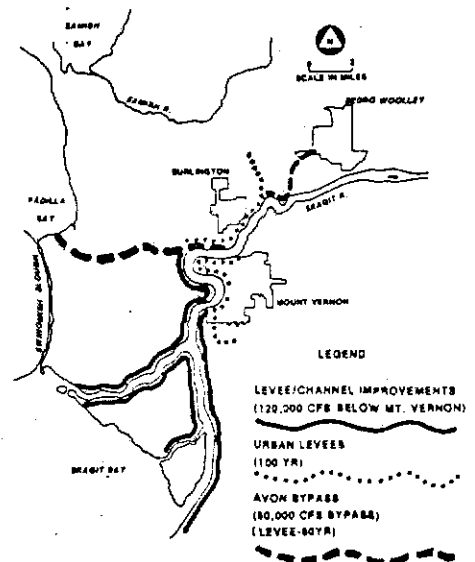 SAMISH
BAY
N
0 2
SCALE IN MILES
SAMISH R.
SEDRO WOOLLEY
BURLINGTON
SKAGIT R.
PADILLA
BAY
SWINOMISH SLOUGH
MOUNT VERNON
SKAGIT BAY
LEGEND
LEVEE/CHANNEL IMPROVEMENTS
(120,000 CFS BELOW MT. VERNON)
URBAN LEVEES
(100 YR)
AVON BYPASS
(60,000 CFS BYPASS)
(LEVEE-50YR)